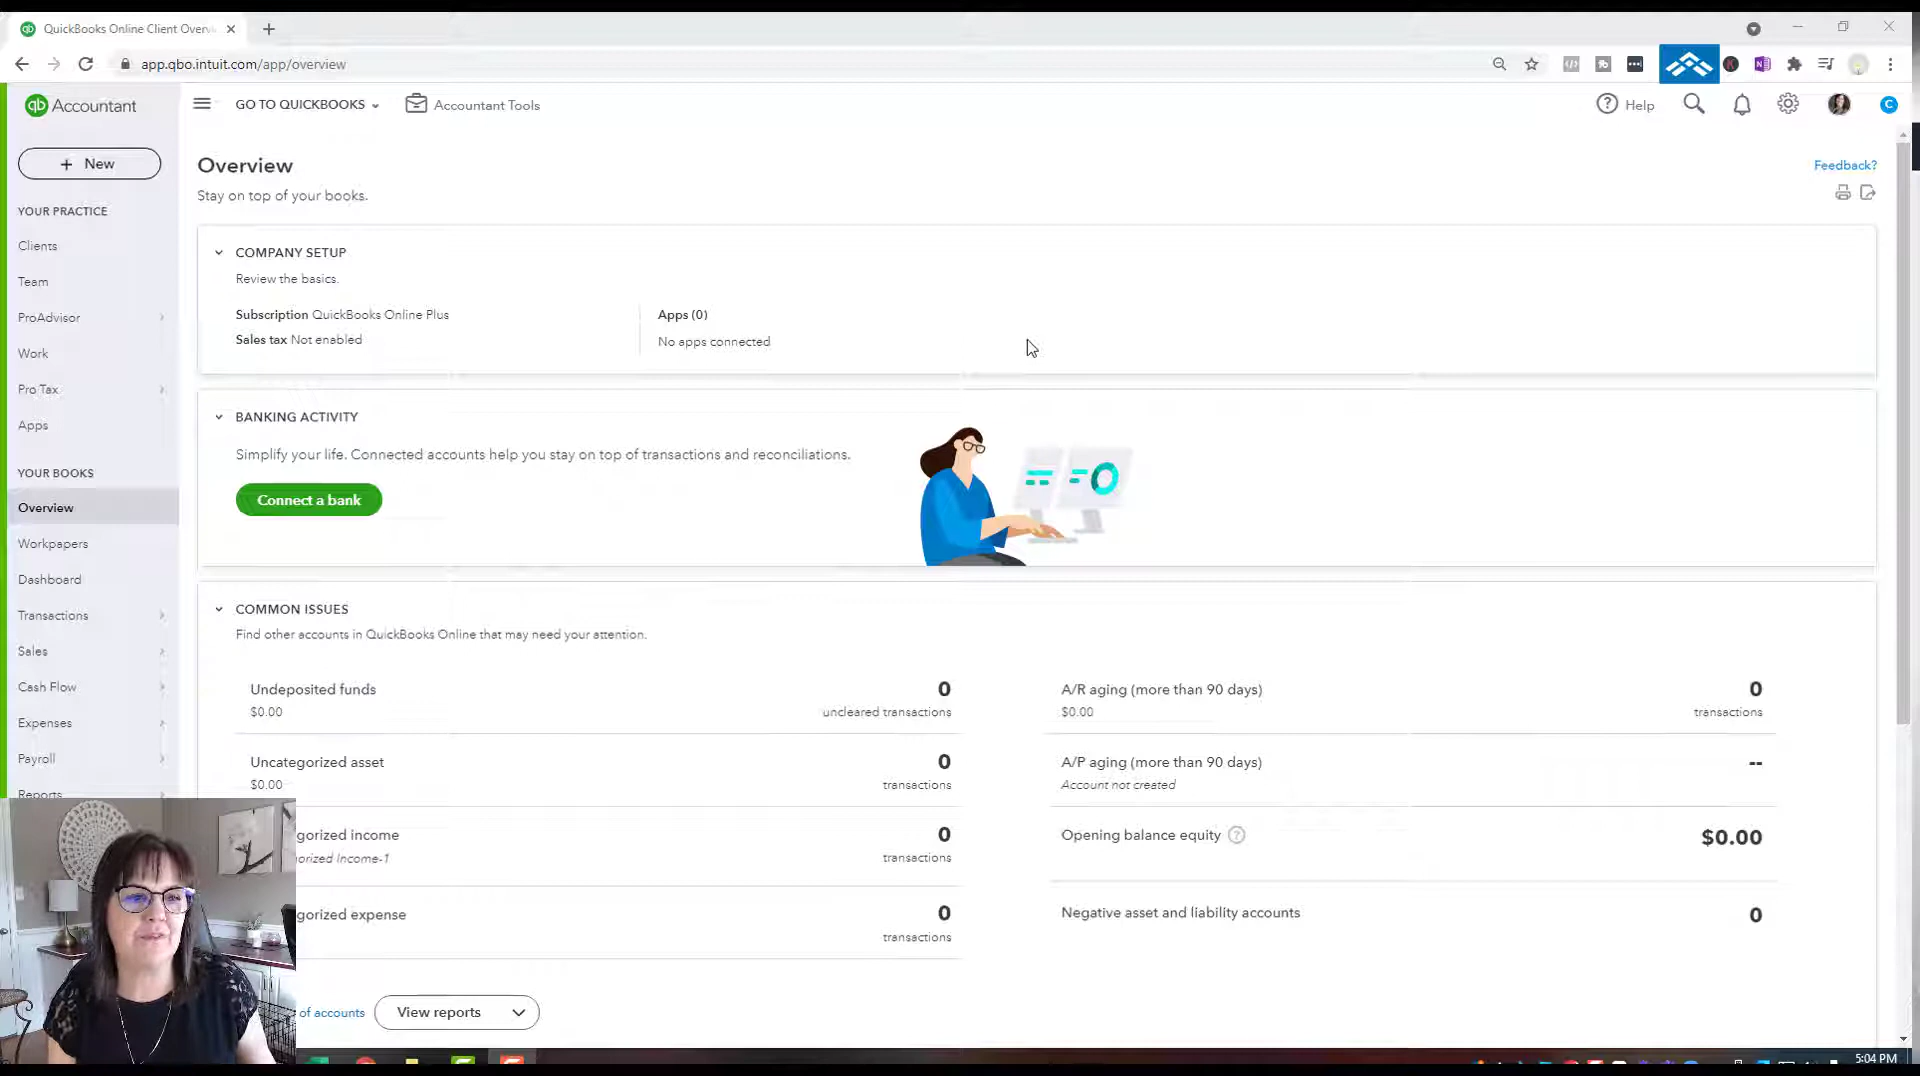 QuickBooks Online Client Overv
app.qbo.intuit.com/app/overview
qb Accountant
GO TO QUICKBOOKS
Accountant Tools
Help
C
+ New
YOUR PRACTICE
Clients
Team
ProAdvisor
Work
Pro Tax
Apps
YOUR BOOKS
Overview
Workpapers
Dashboard
Transactions
Sales
Cash Flow
Expenses
Payroll
Reports
Overview
Feedback?
Stay on top of your books.
COMPANY SETUP
Review the basics.
Subscription QuickBooks Online Plus
Sales tax Not enabled
Apps (0)
No apps connected
BANKING ACTIVITY
Simplify your life. Connected accounts help you stay on top of transactions and reconciliations.
Connect a bank
COMMON ISSUES
Find other accounts in QuickBooks Online that may need your attention.
Undeposited funds 0
$0.00 uncleared transactions
Uncategorized asset 0
$0.00 transactions
gorized income 0
orized Income-1 transactions
gorized expense 0
transactions
A/R aging (more than 90 days) 0
$0.00 transactions
A/P aging (more than 90 days) --
Account not created
Opening balance equity ? $0.00
Negative asset and liability accounts 0
of accounts
View reports
5:04 PM